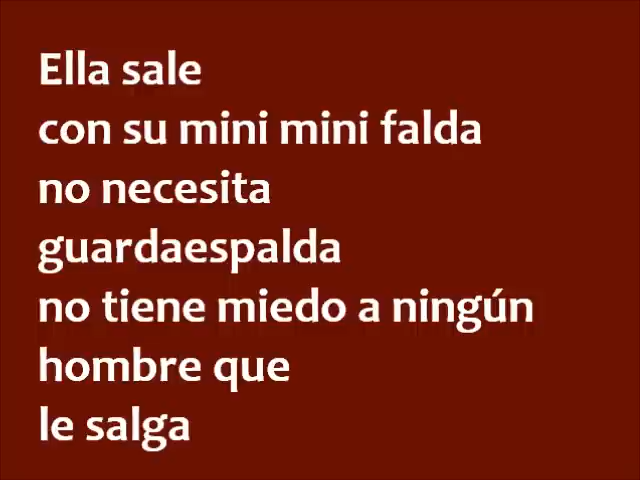 Ella sale
con su mini mini falda
no necesita
guardaespalda
no tiene miedo a ningún
hombre que
le salga